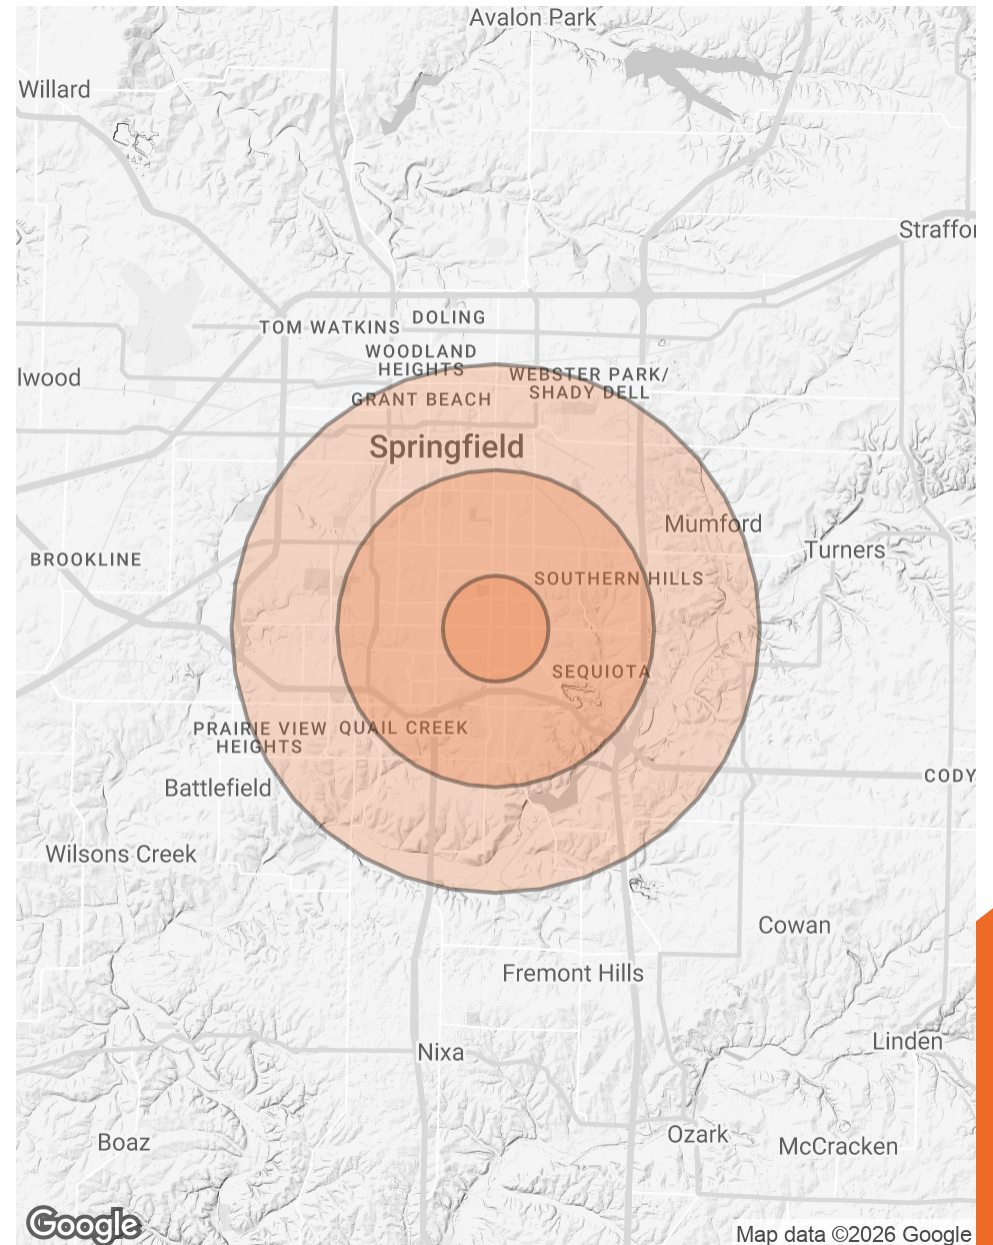 Avalon Park
Willard
Straffor
DOLING
TOM WATKINS
WOODLAND
HEIGHTS
lwood
WEBSTER PARK/
SHADY DELL
GRANT BEACH
Springfield
Mumford
Turners
BROOKLINE
SOUTHERN HILLS
SEQUIOTA
PRAIRIE VIEW
HEIGHTS
QUAIL CREEK
CODY
Battlefield
Wilsons Creek
Cowan
Fremont Hills
Linden
Nixa
Ozark
Boaz
McCracken
Google
Map data ©2026 Google